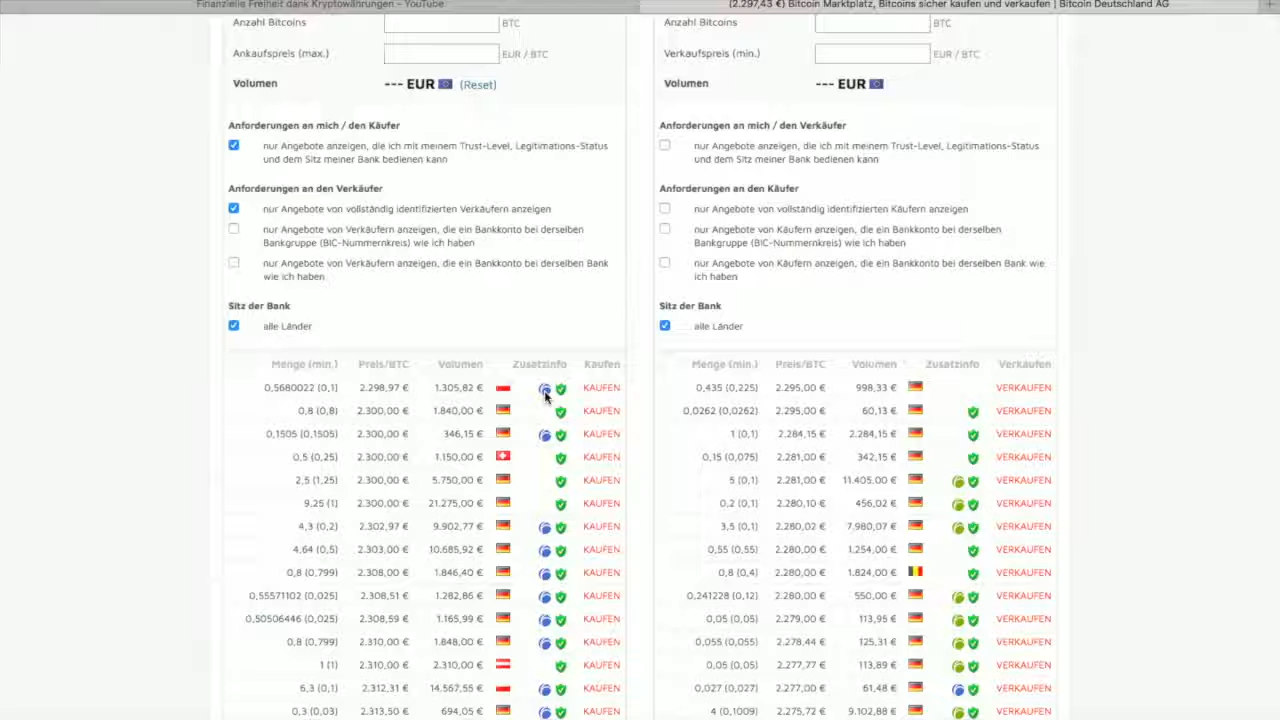 Finanzielle Freiheit dank Kryptowährungen – YouTube
(2.297,43 €) Bitcoin Marktplatz, Bitcoins sicher kaufen und verkaufen | Bitcoin Deutschland AG
Anzahl Bitcoins BTC
Ankaufspreis (max.) EUR / BTC
Volumen --- EUR (Reset)
Anforderungen an mich / den Käufer
nur Angebote anzeigen, die ich mit meinem Trust-Level, Legitimations-Status
und dem Sitz meiner Bank bedienen kann
Anforderungen an den Verkäufer
nur Angebote von vollständig identifizierten Verkäufern anzeigen
nur Angebote von Verkäufern anzeigen, die ein Bankkonto bei derselben
Bankgruppe (BIC-Nummernkreis) wie ich haben
nur Angebote von Verkäufern anzeigen, die ein Bankkonto bei derselben Bank
wie ich haben
Sitz der Bank
alle Länder
Menge (min.) Preis/BTC Volumen Zusatzinfo Kaufen
0,5680022 (0,1) 2.298,97 € 1.305,82 € KAUFEN
0,8 (0,8) 2.300,00 € 1.840,00 € KAUFEN
0,1505 (0,1505) 2.300,00 € 346,15 € KAUFEN
0,5 (0,25) 2.300,00 € 1.150,00 € KAUFEN
2,5 (1,25) 2.300,00 € 5.750,00 € KAUFEN
9,25 (1) 2.300,00 € 21.275,00 € KAUFEN
4,3 (0,2) 2.302,97 € 9.902,77 € KAUFEN
4,64 (0,5) 2.303,00 € 10.685,92 € KAUFEN
0,8 (0,799) 2.308,00 € 1.846,40 € KAUFEN
0,55571102 (0,025) 2.308,51 € 1.282,86 € KAUFEN
0,50506446 (0,025) 2.308,59 € 1.165,99 € KAUFEN
0,8 (0,799) 2.310,00 € 1.848,00 € KAUFEN
1 (1) 2.310,00 € 2.310,00 € KAUFEN
6,3 (0,1) 2.312,31 € 14.567,55 € KAUFEN
0,3 (0,03) 2.313,50 € 694,05 € KAUFEN
Anzahl Bitcoins BTC
Verkaufspreis (min.) EUR / BTC
Volumen --- EUR
Anforderungen an mich / den Verkäufer
nur Angebote anzeigen, die ich mit meinem Trust-Level, Legitimations-Status
und dem Sitz meiner Bank bedienen kann
Anforderungen an den Käufer
nur Angebote von vollständig identifizierten Käufern anzeigen
nur Angebote von Käufern anzeigen, die ein Bankkonto bei derselben
Bankgruppe (BIC-Nummernkreis) wie ich haben
nur Angebote von Käufern anzeigen, die ein Bankkonto bei derselben Bank wie
ich haben
Sitz der Bank
alle Länder
Menge (min.) Preis/BTC Volumen Zusatzinfo Verkaufen
0,435 (0,225) 2.295,00 € 998,33 € VERKAUFEN
0,0262 (0,0262) 2.295,00 € 60,13 € VERKAUFEN
1 (0,1) 2.284,15 € 2.284,15 € VERKAUFEN
0,15 (0,075) 2.281,00 € 342,15 € VERKAUFEN
5 (0,1) 2.281,00 € 11.405,00 € VERKAUFEN
0,2 (0,1) 2.280,10 € 456,02 € VERKAUFEN
3,5 (0,1) 2.280,02 € 7.980,07 € VERKAUFEN
0,55 (0,55) 2.280,00 € 1.254,00 € VERKAUFEN
0,8 (0,4) 2.280,00 € 1.824,00 € VERKAUFEN
0,241228 (0,12) 2.280,00 € 550,00 € VERKAUFEN
0,05 (0,05) 2.279,00 € 113,95 € VERKAUFEN
0,055 (0,055) 2.278,44 € 125,31 € VERKAUFEN
0,05 (0,05) 2.277,77 € 113,89 € VERKAUFEN
0,027 (0,027) 2.277,00 € 61,48 € VERKAUFEN
4 (0,1009) 2.275,72 € 9.102,88 € VERKAUFEN